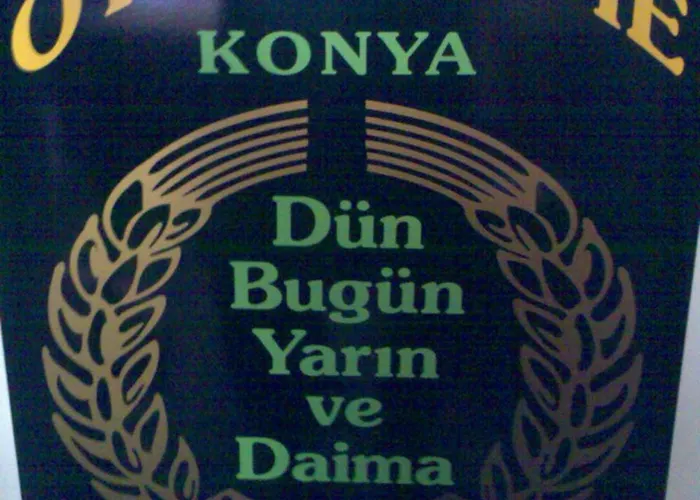 KONYA
Dün
Bugün
Yarın
ve
Daima